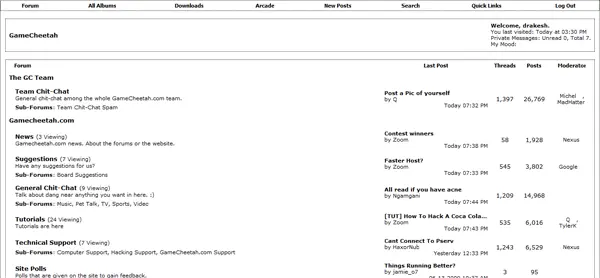 Forum All Albums Downloads Arcade New Posts Search Quick Links Log Out
Welcome, drakesh.
You last visited: Today at 03:30 PM
GameCheetah
Private Messages: Unread 0, Total 7.
My Mood:
Forum Last Post Threads Posts Moderator
The GC Team
Team Chit-Chat
General chit-chat among the whole GameCheetah.com team.
Sub-Forums: Team Chit-Chat Spam
Post a Pic of yourself
by Q
Today 07:32 PM
1,397 26,769
Michel ,
MadHatter
Gamecheetah.com
News (3 Viewing)
Gamecheetah.com news. About the forums or the website.
Contest winners
by Zoom
Today 07:38 PM
58 1,928 Nexus
Suggestions (7 Viewing)
Have any suggestions for us?
Sub-Forums: Board Suggestions
Faster Host?
by Zoom
Today 07:33 PM
545 3,802 Google
General Chit-Chat (9 Viewing)
Talk about dang near anything you want in here. :)
Sub-Forums: Music, Pet Talk, TV, Sports, Video
All read if you have acne
by Ngamgani
Today 07:44 PM
1,209 14,968
Tutorials (24 Viewing)
Tutorials are here
[TUT] How To Hack A Coca Cola...
by Zoom
Today 07:43 PM
535 6,016
Q ,
TylerK
Technical Support (7 Viewing)
Sub-Forums: Computer Support, Hacking Support, GameCheetah.com Support
Cant Connect To Pserv
by HaxorNub
Yesterday 12:33 PM
1,243 6,529 Nexus
Site Polls
Polls that are given on the site to gain feedback.
Things Running Better?
by jamie_o7
3 95